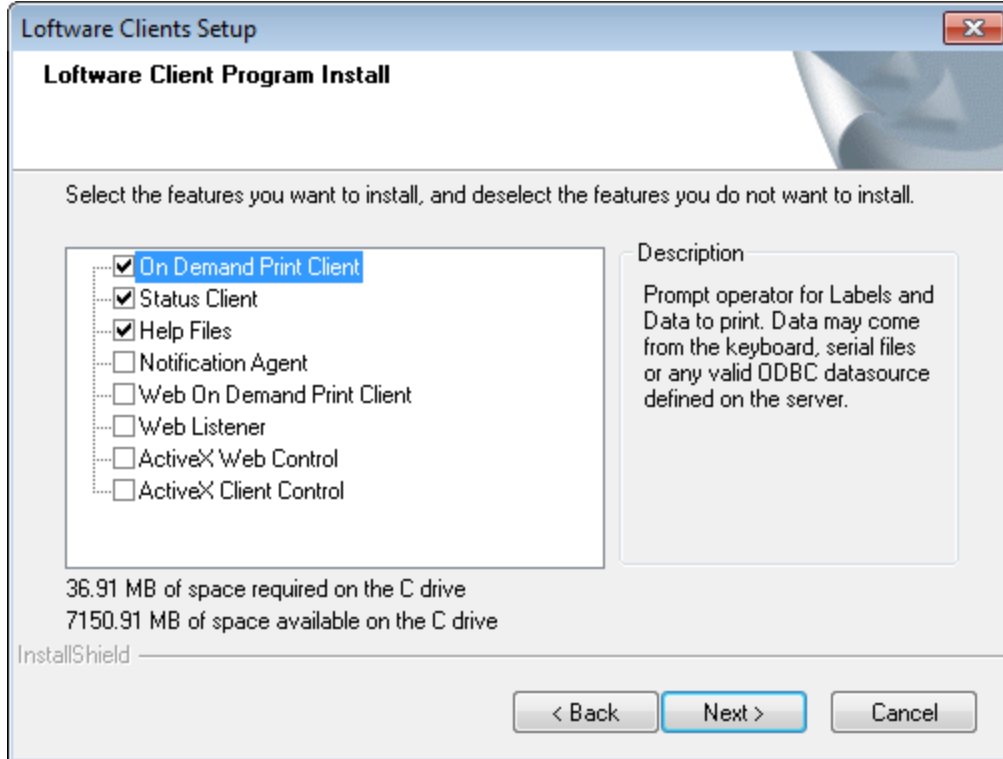 Loftware Clients Setup
Loftware Client Program Install
Select the features you want to install, and deselect the features you do not want to install.
On Demand Print Client
Status Client
Help Files
Notification Agent
Web On Demand Print Client
Web Listener
ActiveX Web Control
ActiveX Client Control
Description
Prompt operator for Labels and
Data to print. Data may come
from the keyboard, serial files
or any valid ODBC datasource
defined on the server.
36.91 MB of space required on the C drive
7150.91 MB of space available on the C drive
InstallShield
< Back
Next >
Cancel